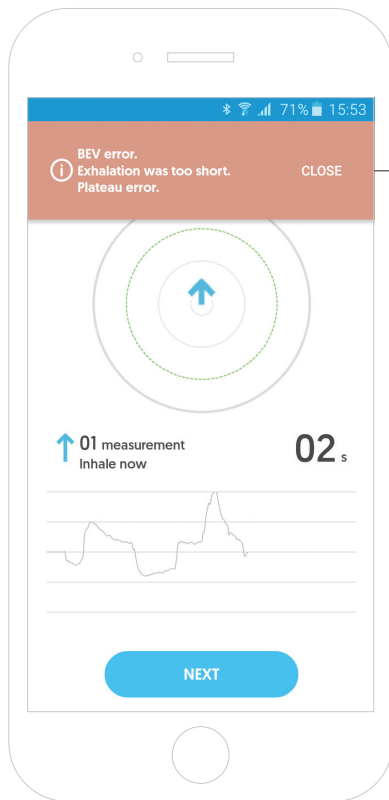 71% 15:53
BEV error.
Exhalation was too short. CLOSE
Plateau error.
01 measurement 02 s
Inhale now
NEXT